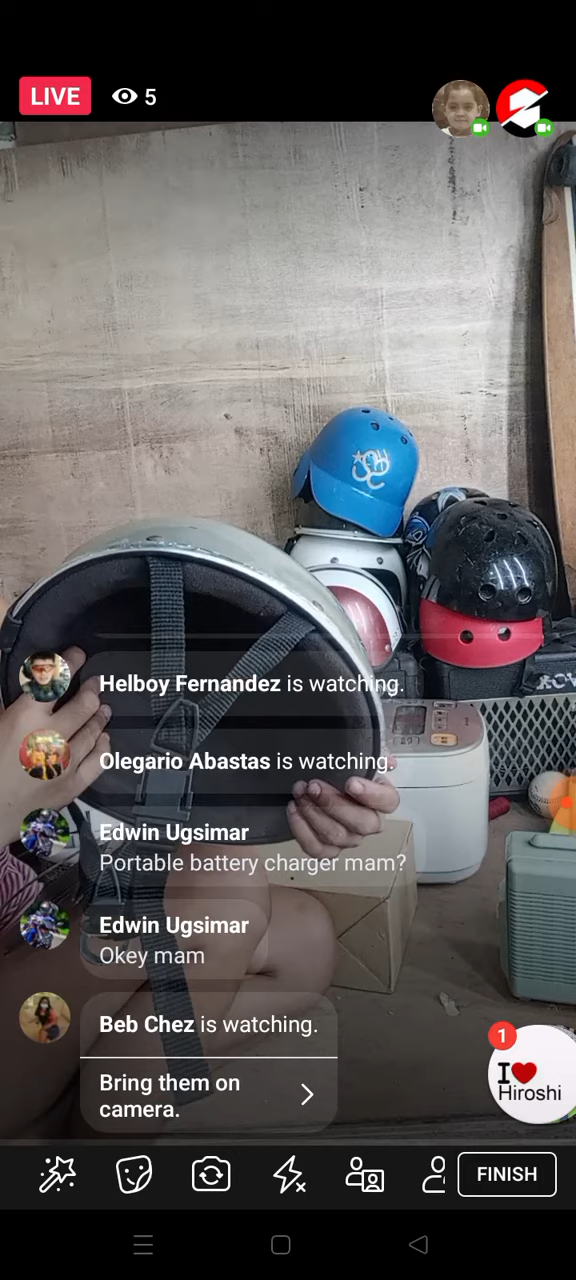 LIVE
5
Helboy Fernandez is watching.
Olegario Abastas is watching.
Edwin Ugsimar
Portable battery charger mam?
Edwin Ugsimar
Okey mam
Beb Chez is watching.
Bring them on
camera.
1
I❤
Hiroshi
FINISH